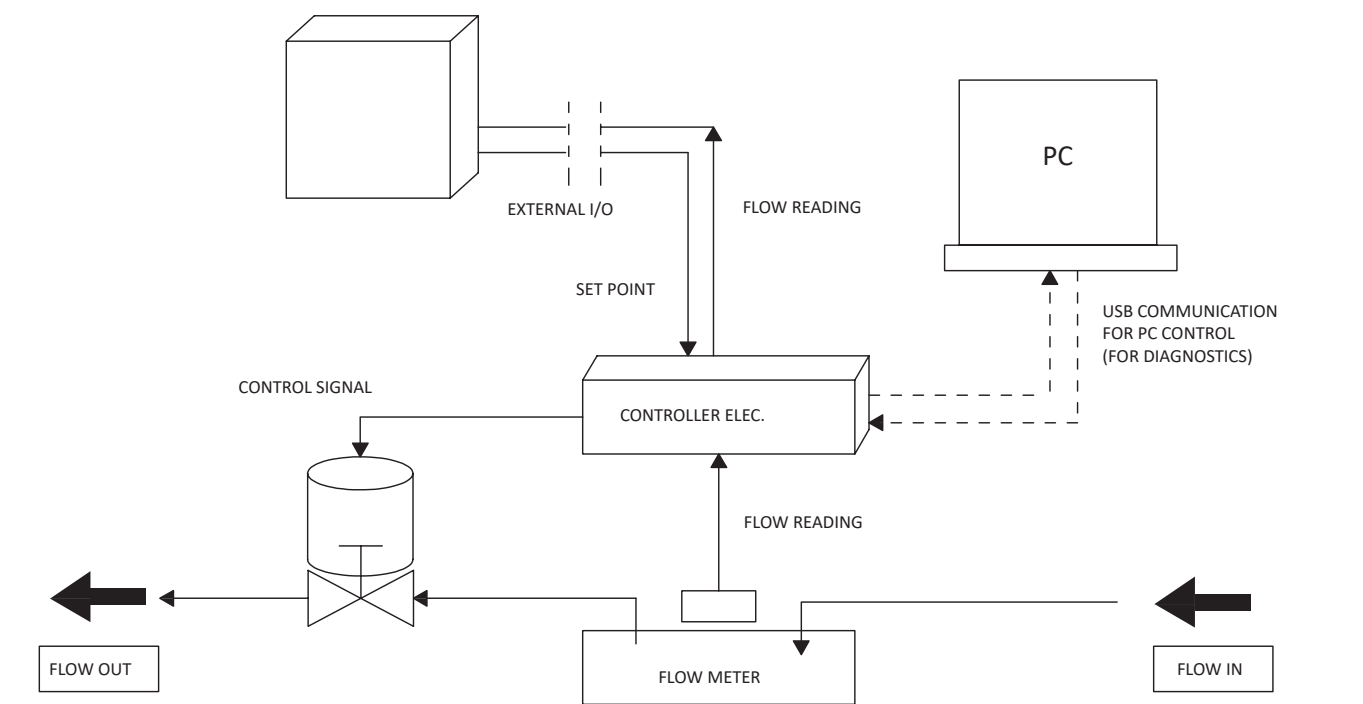 PC
EXTERNAL I/O
FLOW READING
SET POINT
USB COMMUNICATION
FOR PC CONTROL
(FOR DIAGNOSTICS)
CONTROL SIGNAL
CONTROLLER ELEC.
FLOW READING
FLOW OUT
FLOW METER
FLOW IN